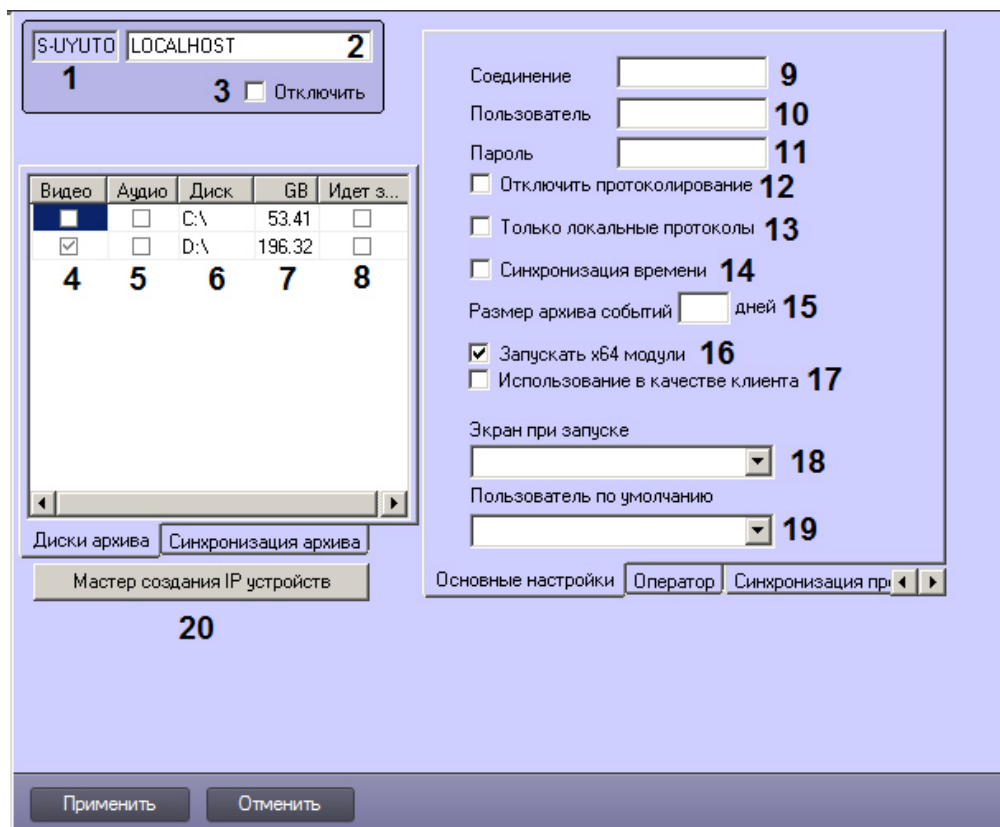 S-UYUTO LOCALHOST 2
1
3 Отключить
Видео Аудио Диск GB Идет з...
C:\ 53.41
D:\ 196.32
4 5 6 7 8
Диски архива Синхронизация архива
Мастер создания IP устройств
20
Соединение 9
Пользователь 10
Пароль 11
Отключить протоколирование 12
Только локальные протоколы 13
Синхронизация времени 14
Размер архива событий дней 15
Запускать x64 модули 16
Использование в качестве клиента 17
Экран при запуске
18
Пользователь по умолчанию
19
Основные настройки Оператор Синхронизация про
Применить Отменить